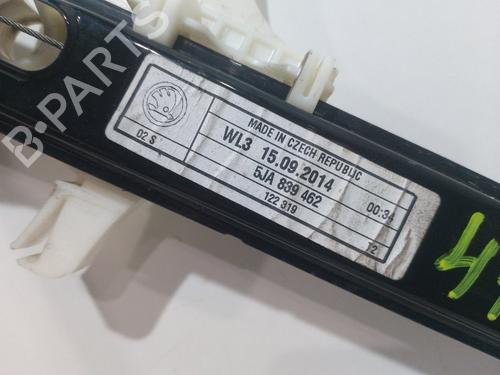 MADE IN CZECH REPUBLIC
WL3 15.09.2014 00:34
02 S
5JA 839 462
122 319
12
B-PARTS